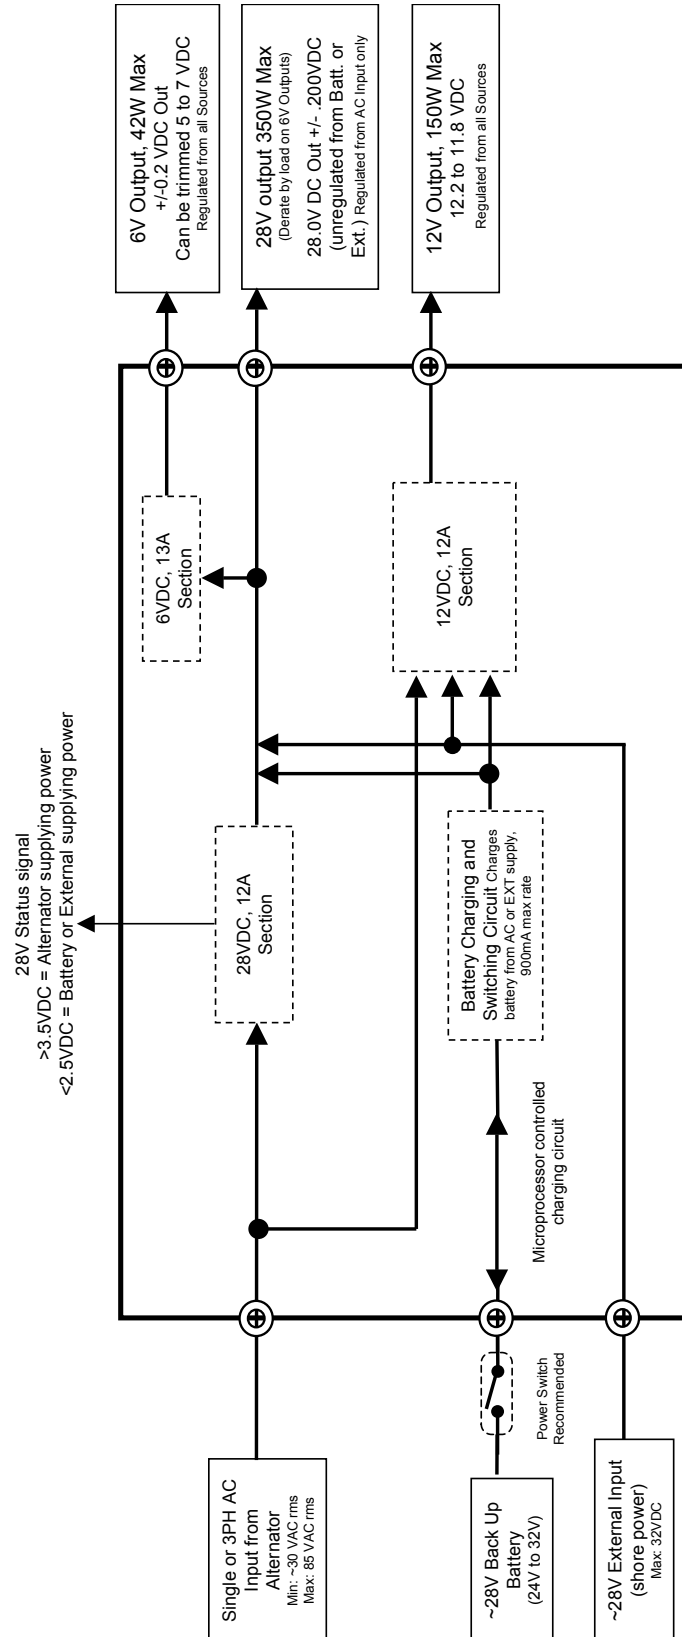 28V Status signal
>3.5VDC = Alternator supplying power
<2.5VDC = Battery or External supplying power
Single or 3PH AC
Input from
Alternator
Min: ~30 VAC rms
Max: 85 VAC rms
28VDC, 12A
Section
6VDC, 13A
Section
6V Output, 42W Max
+/-0.2 VDC Out
Can be trimmed 5 to 7 VDC
Regulated from all Sources
28V output 350W Max
(Derate by load on 6V Outputs)
28.0V DC Out +/- .200VDC
(unregulated from Batt. or
Ext.) Regulated from AC Input only
12V Output, 150W Max
12.2 to 11.8 VDC
Regulated from all Sources
12VDC, 12A
Section
Battery Charging and
Switching Circuit Charges
battery from AC or EXT supply,
900mA max rate
Microprocessor controlled
charging circuit
~28V Back Up
Battery
(24V to 32V)
Power Switch
Recommended
~28V External Input
(shore power)
Max: 32VDC